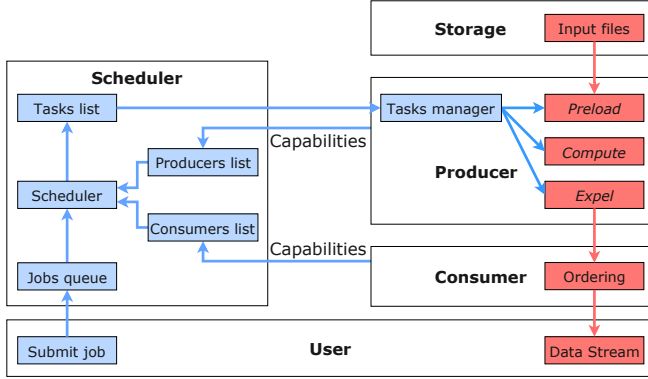 Storage
Input files
Scheduler
Tasks list
Tasks manager
Preload
Capabilities
Producers list
Compute
Producer
Scheduler
Expel
Consumers list
Capabilities
Jobs queue
Consumer
Ordering
Submit job
User
Data Stream